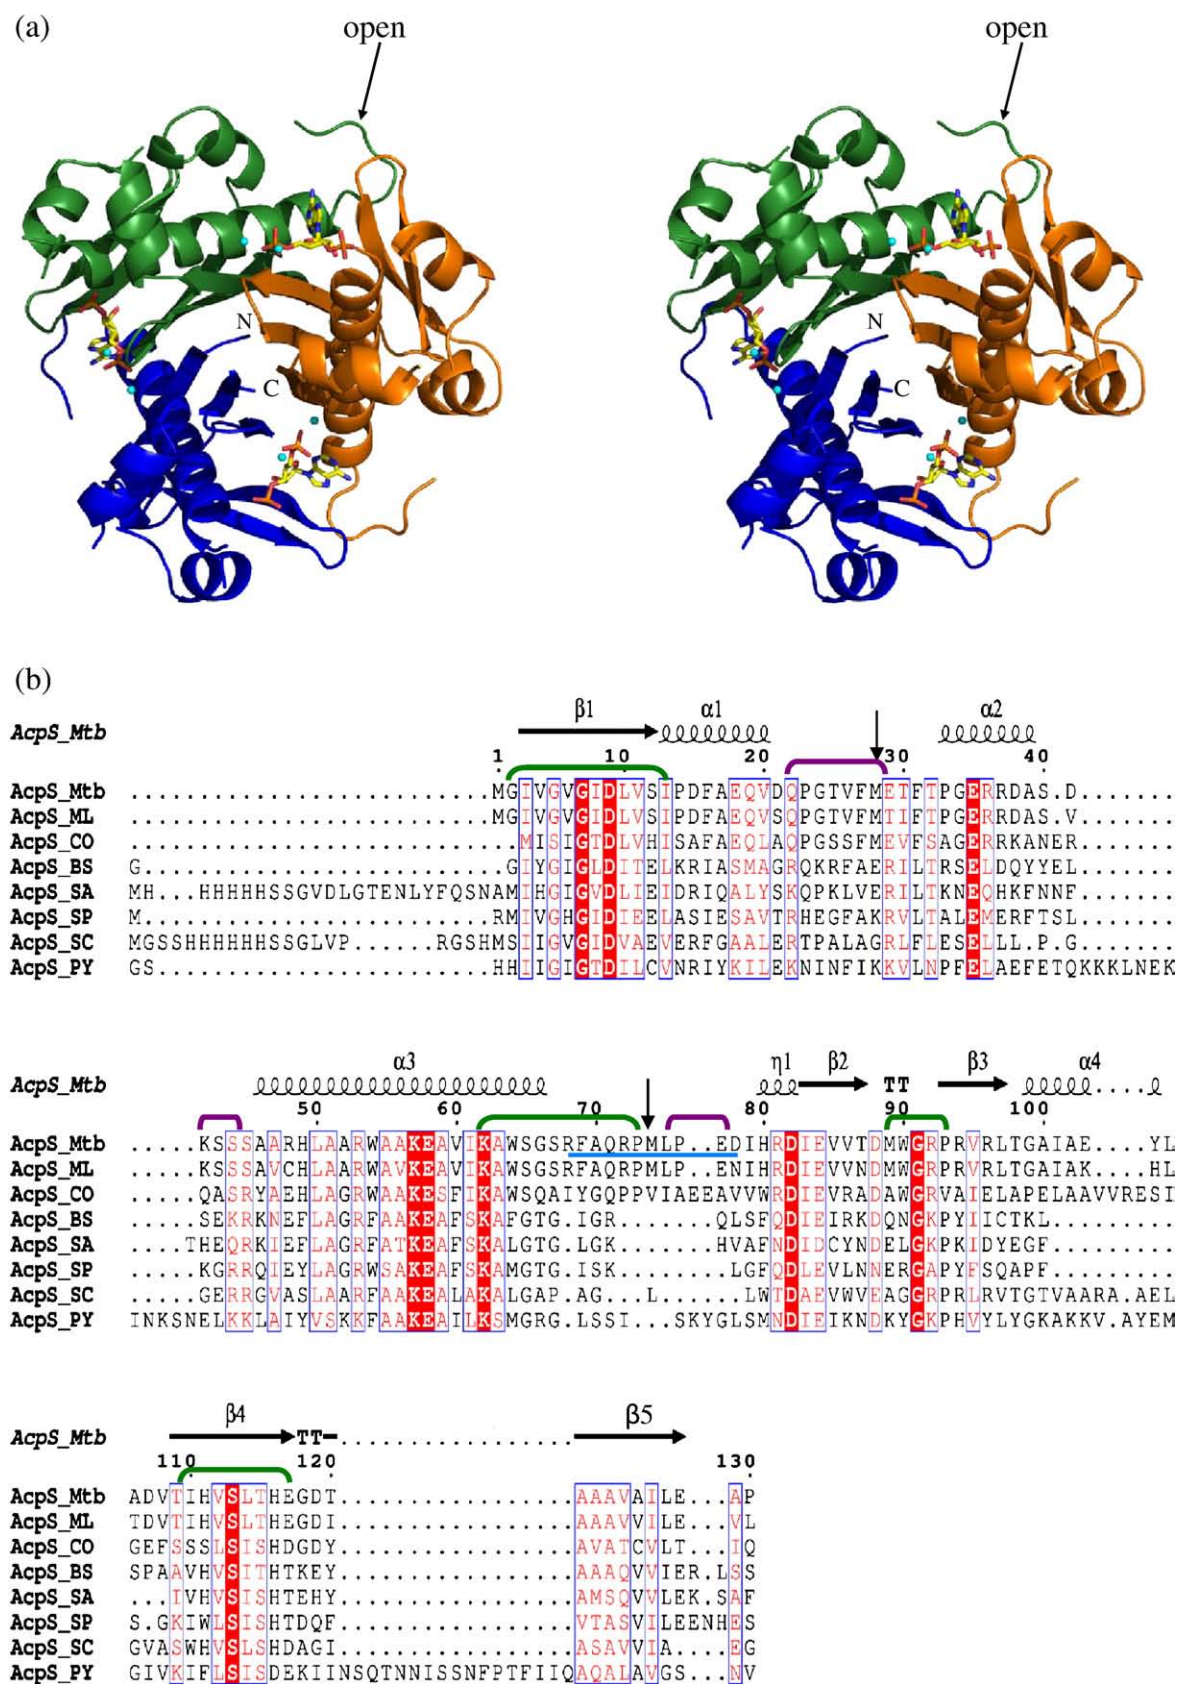 (a)
open open
N N
C C
(b)
β1 α1 α2
AcpS_Mtb
1 10 20 30 40
AcpS_Mtb ...........................MGIVGVGIDLVSIPDFAEQVDQPGTVFMETFTPGERRDAS.D.......
AcpS_ML ...........................MGIVGVGIDLVSIPDFAEQVSQPGTVFMTIFTPGERRDAS.V.......
AcpS_CO ............................MISIGTDLVHISAFAEQLAQPGSSFMEVFSAGERRKANER.......
AcpS_BS G...........................GIYGIGLDITELKRIASMAGRQKRFAERILTRSELDQYYEL.......
AcpS_SA MH...HHHHHSSGVDLGTENLYFQSNAMIHGIGVDLIEIDRIQALYSKQPKLVERILTKNEQHKFNNF.......
AcpS_SP M..........................RMIVGHGIDIEELASIESAVTRHEGFAKRVLTALEMERFTSL.......
AcpS_SC MGSSHHHHHHSSGLVP......RGSHMSIIGVGIDVAEVERFGAALERTPALAGRLFLESELLL.P.G.......
AcpS_PY GS........................HHIIGIGTDILCVNRIYKILEKNINFIKKVLNPFELAEFETQKKKLNEK
α3 η1 β2 β3 α4
AcpS_Mtb TT
50 60 70 80 90 100
AcpS_Mtb .....KSSSAARHLAARWAAKEAVIKAWSGSRFAQRPMLP..EDIHRDIEVVTDMWGRPRVRLTGAIAE....YL
AcpS_ML .....KSSSAVCHLAARWAAKEAVIKAWSGSRFAQRPMLP..ENIHRDIEVVNDMWGRPRVRLTGAIAK....HL
AcpS_CO .....QASRYAEHLAGRWAAKESFIKAWSQAIYGQPPVIAEEAVVWRDIEVRADAWGRVAIELAPELAAVVRESI
AcpS_BS .....SEKRKNEFLAGRFAAKEAFSKAFGTG.IGR.......QLSFQDIEIRKDQNGKPYIICTKL.........
AcpS_SA ....THEQRKIEFLAGRFATKEAFSKALGTG.LGK.......HVAFNDIDCYNDELGKPKIDYEGF.........
AcpS_SP .....KGRRQIEYLAGRWSAKEAFSKAMGTG.ISK........LGFQDLEVLNNERGAPYFSQAPF.........
AcpS_SC .....GERRGVASLAARFAAKEALAKALGAP.AG...L.....LWTDAEVWVEAGGRPRLRVTGTVAARA.AEL
AcpS_PY INKSNELKKLAIYVSKKFAAKEAILKSMGRG.LSSI...SKYGLSMNDIEIKNDKYGKPHVYLYGKAKKV.AYEM
β4 β5
AcpS_Mtb TT
110 120 130
AcpS_Mtb ADVTIHVSLTHEGDT.................AAAVAILE...AP
AcpS_ML TDVTIHVSLTHEGDI.................AAAVVILE...VL
AcpS_CO GEFSSSLSISHDGDY.................AVATCVLT...IQ
AcpS_BS SPAAVHVSITHTKEY.................AAAQVVIER.LSS
AcpS_SA ...IVHVSISHTEHY.................AMSQVVLEK.SAF
AcpS_SP S.GKIWLSISHTDQF.................VTASVILEENHES
AcpS_SC GVASWHVSLSHDAGI.................ASAVVIA....EG
AcpS_PY GIVKIFLSISDEKIINSQTNNISSNFPTFIIQAQALAVGS...NV